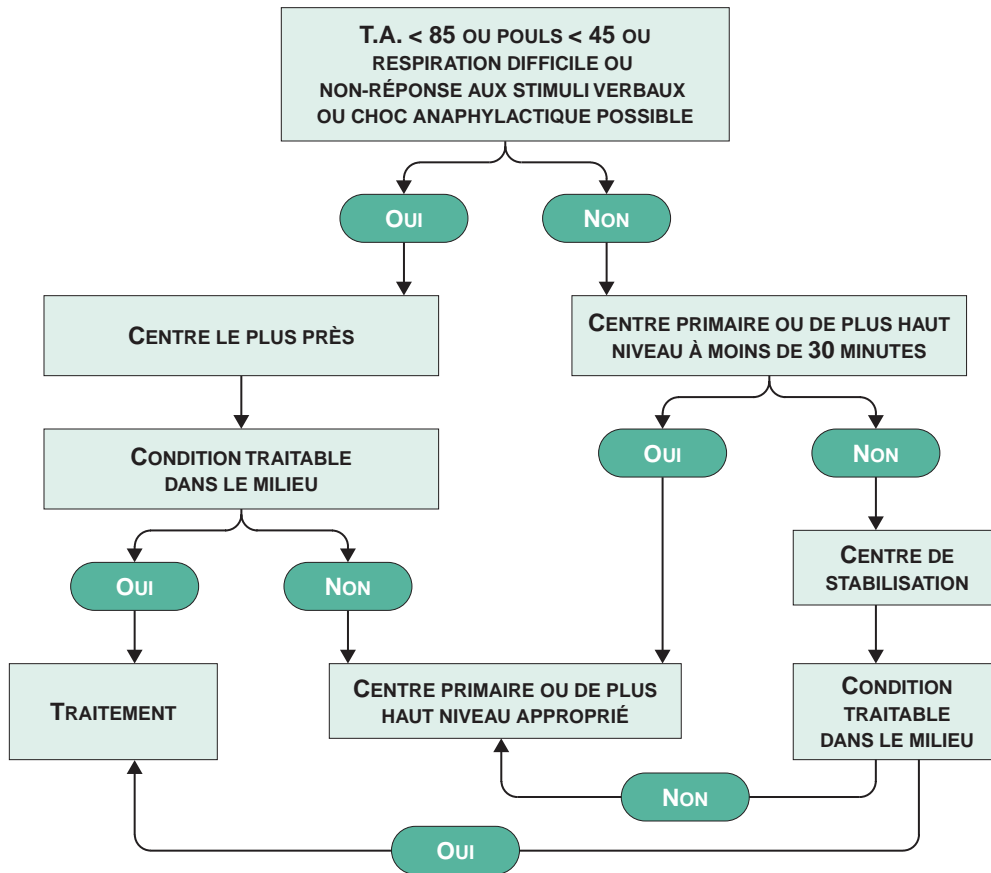 T.A. < 85 OU POULS < 45 OU
RESPIRATION DIFFICILE OU
NON-RÉPONSE AUX STIMULI VERBAUX
OU CHOC ANAPHYLACTIQUE POSSIBLE
OUI
NON
CENTRE LE PLUS PRÈS
CENTRE PRIMAIRE OU DE PLUS HAUT
NIVEAU À MOINS DE 30 MINUTES
CONDITION TRAITABLE
DANS LE MILIEU
OUI
NON
OUI
NON
CENTRE DE
STABILISATION
TRAITEMENT
CENTRE PRIMAIRE OU DE PLUS
HAUT NIVEAU APPROPRIÉ
CONDITION
TRAITABLE
DANS LE MILIEU
NON
OUI